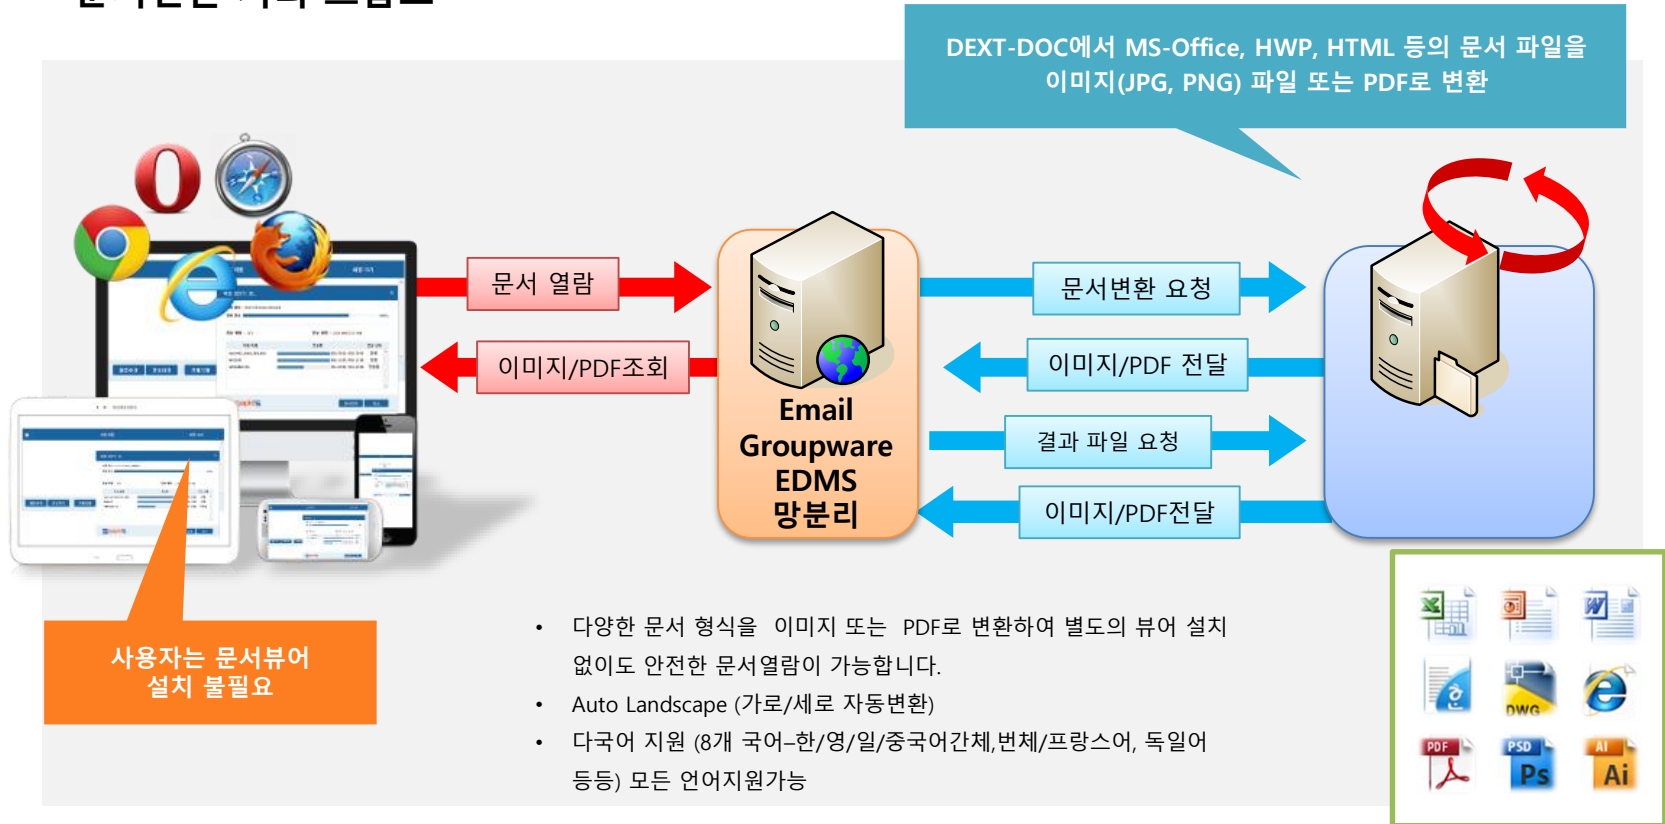 DEXT-DOC에서 MS-Office, HWP, HTML 등의 문서 파일을
이미지(JPG, PNG) 파일 또는 PDF로 변환
문서 열람
이미지/PDF조회
Email
Groupware
EDMS
망분리
문서변환 요청
이미지/PDF 전달
결과 파일 요청
이미지/PDF전달
사용자는 문서뷰어
설치 불필요
• 다양한 문서 형식을 이미지 또는 PDF로 변환하여 별도의 뷰어 설치
없이도 안전한 문서열람이 가능합니다.
• Auto Landscape (가로/세로 자동변환)
• 다국어 지원 (8개 국어–한/영/일/중국어간체,번체/프랑스어, 독일어
등등) 모든 언어지원가능
DWG
PDF
PSD
Ps
AI
Ai